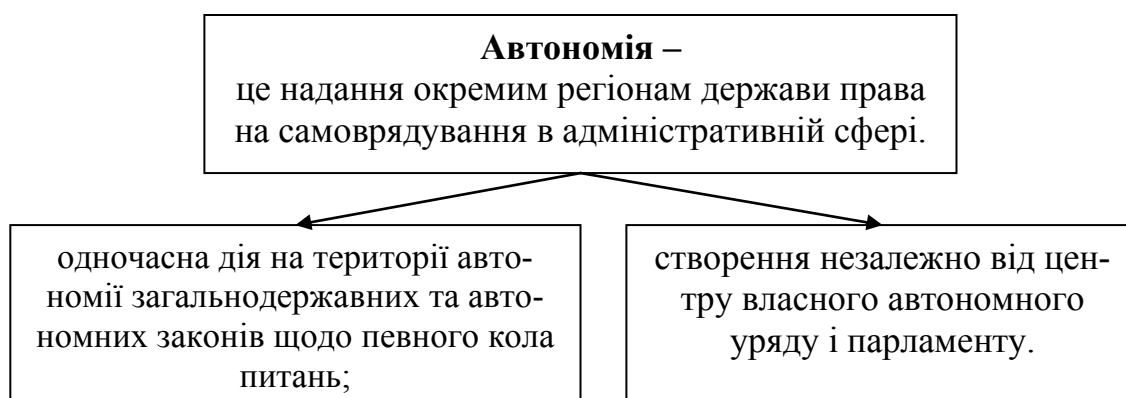 Автономія –
це надання окремим регіонам держави права
на самоврядування в адміністративній сфері.
одночасна дія на території авто-
номії загальнодержавних та авто-
номних законів щодо певного кола
питань;
створення незалежно від цен-
тру власного автономного
уряду і парламенту.